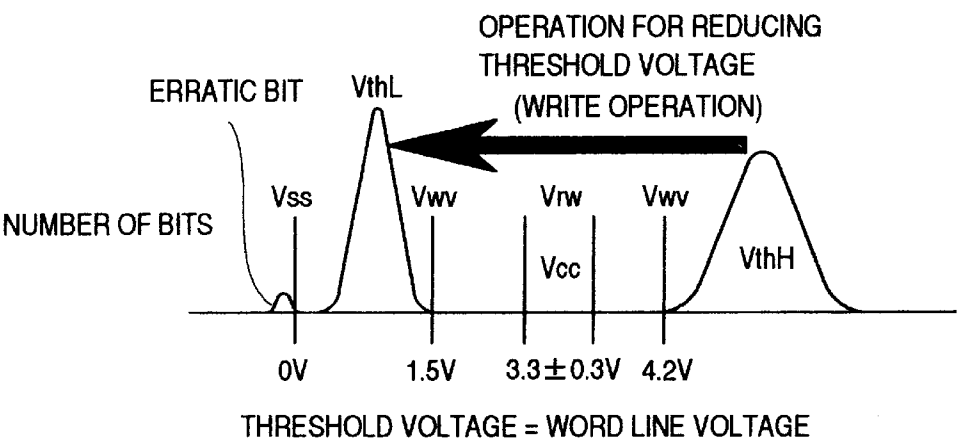 OPERATION FOR REDUCING
THRESHOLD VOLTAGE
(WRITE OPERATION)
ERRATIC BIT
VthL
Vss
Vwv
Vrw
Vwv
NUMBER OF BITS
Vcc
VthH
0V
1.5V
3.3±0.3V
4.2V
THRESHOLD VOLTAGE = WORD LINE VOLTAGE